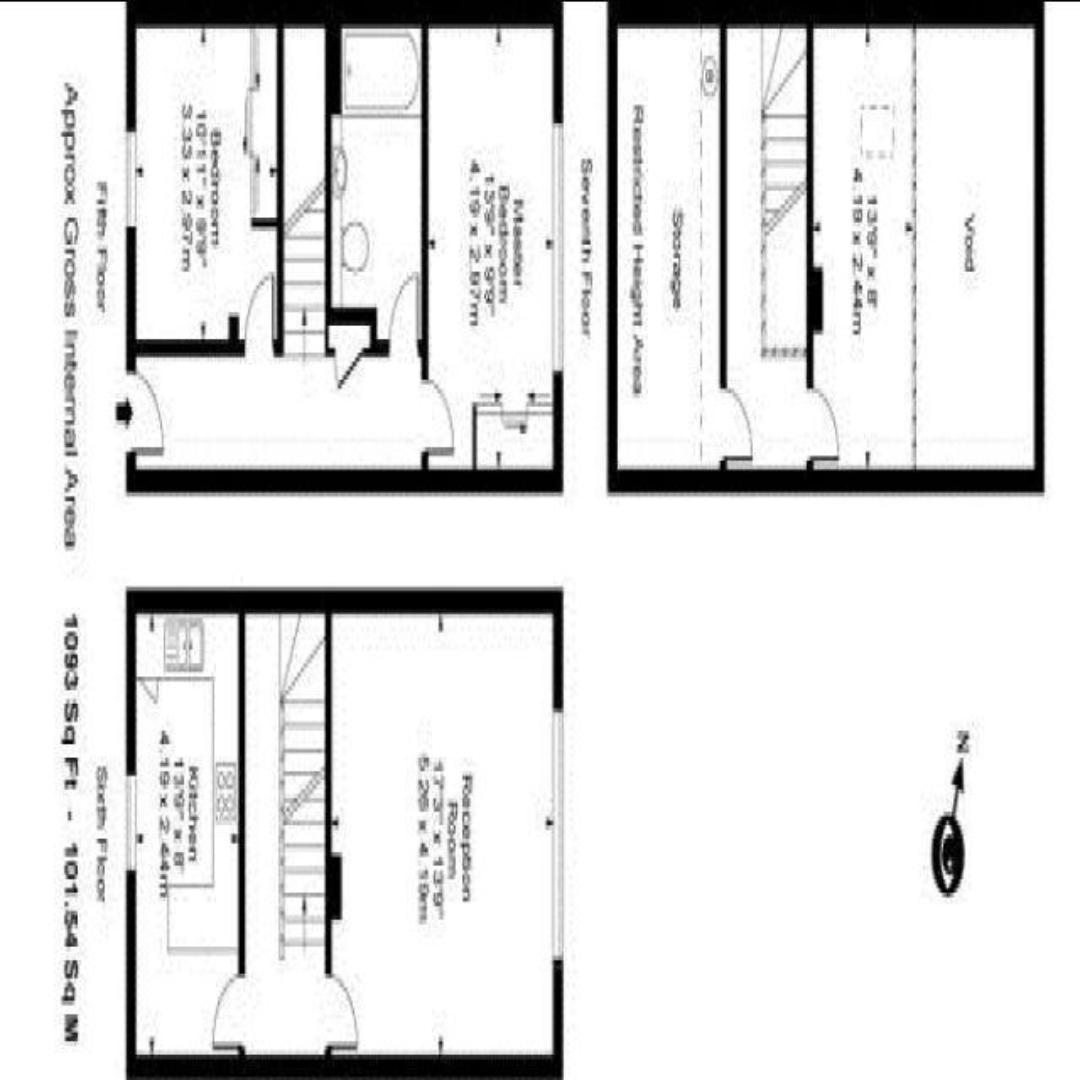 Void
N
13'9" x 8'
4.19 x 2.44m
B
Storage
Restricted Height Area
Seventh Floor
Master
Bedroom
13'9" x 9'9"
4.19 x 2.97m
Bedroom
10'11" x 9'9"
3.33 x 2.97m
Fifth Floor
Reception
Room
17'3" x 13'9"
5.26 x 4.19m
Kitchen
13'9" x 8'
4.19 x 2.44m
Sixth Floor
Approx Gross Internal Area 1093 Sq Ft - 101.54 Sq M